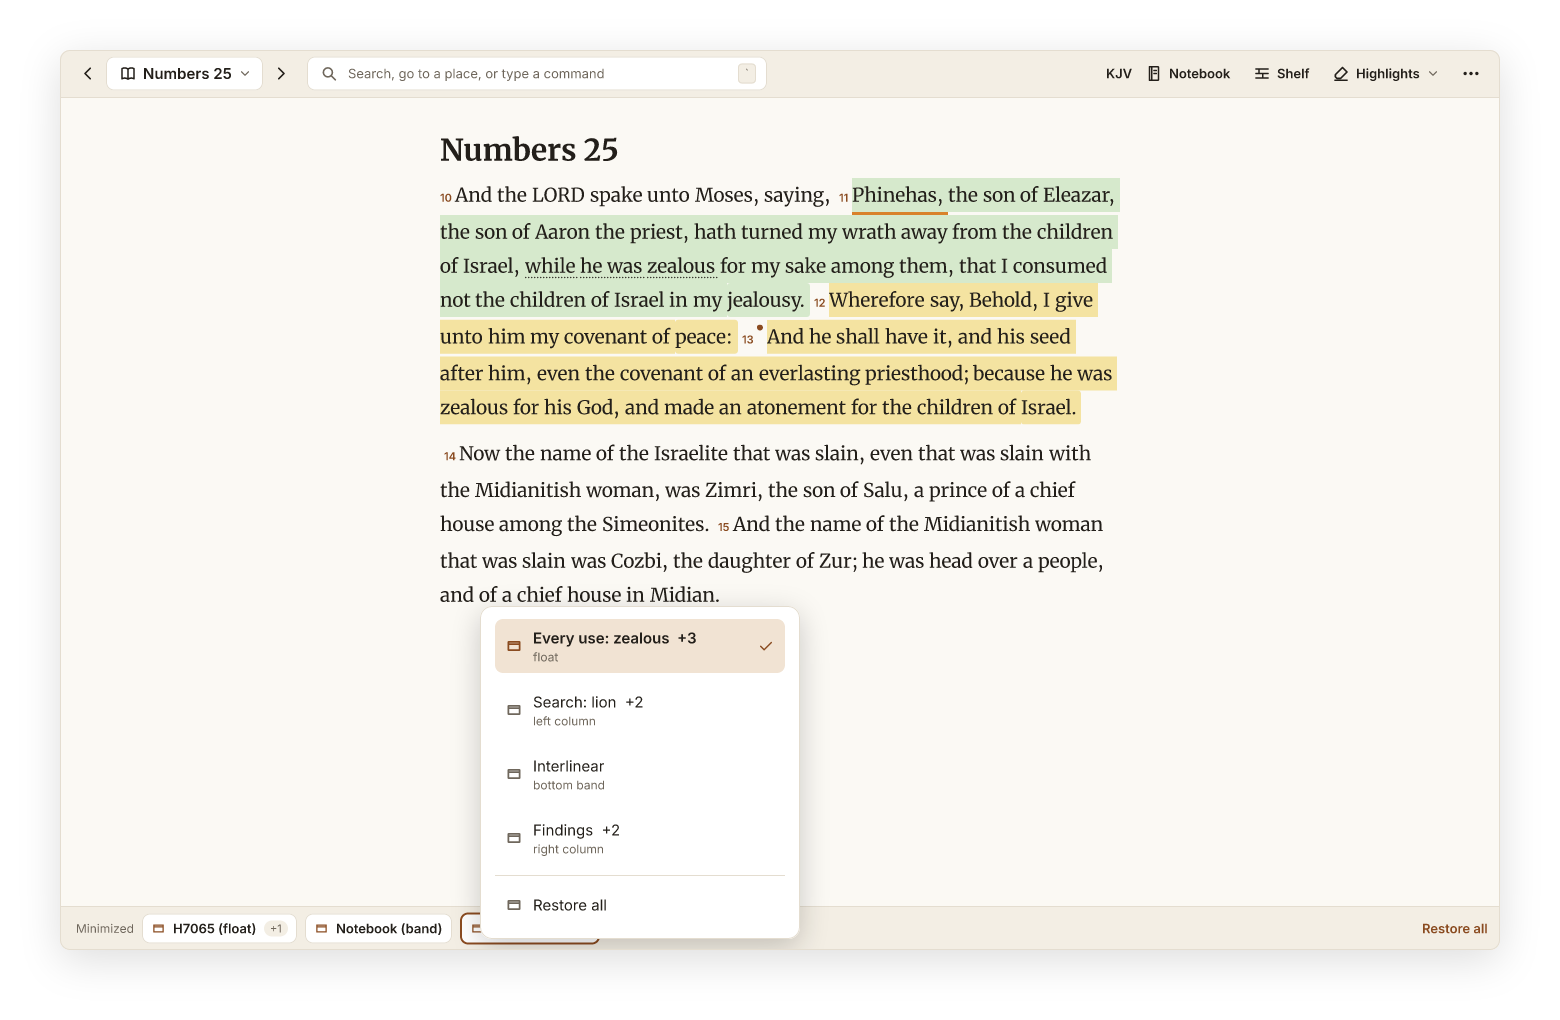 Numbers 25
Search, go to a place, or type a command
`
KJV
Notebook
Shelf
Highlights
Numbers 25
10 And the LORD spake unto Moses, saying, 11 Phinehas, the son of Eleazar,
the son of Aaron the priest, hath turned my wrath away from the children
of Israel, while he was zealous for my sake among them, that I consumed
not the children of Israel in my jealousy. 12 Wherefore say, Behold, I give
unto him my covenant of peace: 13 And he shall have it, and his seed
after him, even the covenant of an everlasting priesthood; because he was
zealous for his God, and made an atonement for the children of Israel.
14 Now the name of the Israelite that was slain, even that was slain with
the Midianitish woman, was Zimri, the son of Salu, a prince of a chief
house among the Simeonites. 15 And the name of the Midianitish woman
that was slain was Cozbi, the daughter of Zur; he was head over a people,
and of a chief house in Midian.
Every use: zealous +3
float
Search: lion +2
left column
Interlinear
bottom band
Findings +2
right column
Restore all
Minimized
H7065 (float) +1
Notebook (band)
Restore all